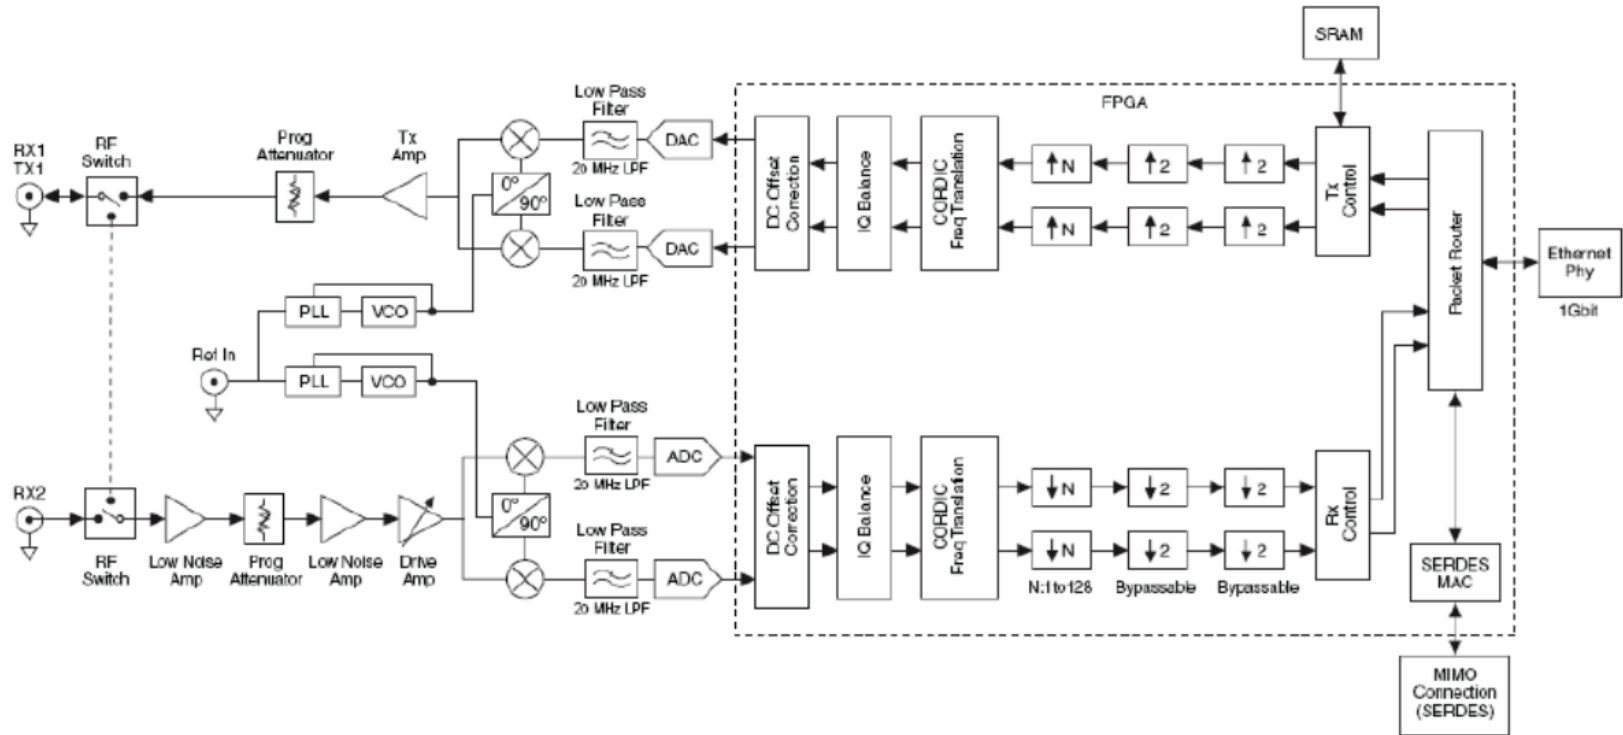 SRAM
FPGA
RX1
TX1
RF
Switch
Prog
Attenuator
Tx
Amp
0°
90°
Low Pass
Filter
20 MHz LPF
DAC
Low Pass
Filter
20 MHz LPF
DAC
DC Offset
Correction
IQ Balance
CORDIC
Freq Translation
↑N
↑2
↑2
↑N
↑2
↑2
Tx
Control
Packet Router
Ethernet
Phy
1Gbit
PLL
VCO
Ref In
PLL
VCO
RX2
RF
Switch
Low Noise
Amp
Prog
Attenuator
Low Noise
Amp
Drive
Amp
0°
90°
Low Pass
Filter
20 MHz LPF
ADC
Low Pass
Filter
20 MHz LPF
ADC
DC Offset
Correction
IQ Balance
CORDIC
Freq Translation
↓N
↓2
↓2
↓N
↓2
↓2
N:1to128
Bypassable
Bypassable
Rx
Control
SERDES
MAC
MIMO
Connection
(SERDES)